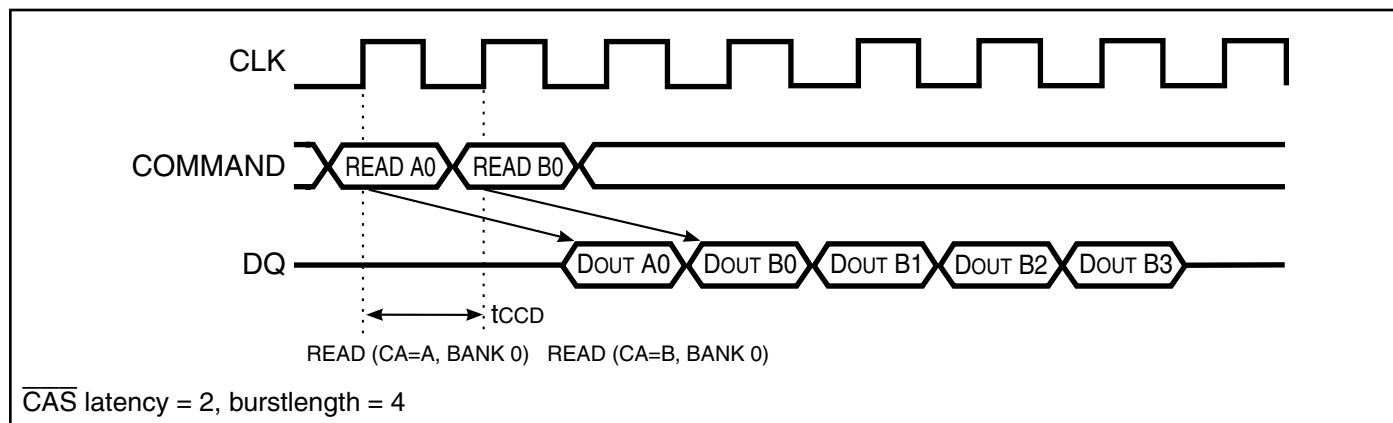 CLK
COMMAND READ A0 READ B0
DQ DOUT A0 DOUT B0 DOUT B1 DOUT B2 DOUT B3
tCCD
READ (CA=A, BANK 0) READ (CA=B, BANK 0)
C̅A̅S̅ latency = 2, burstlength = 4